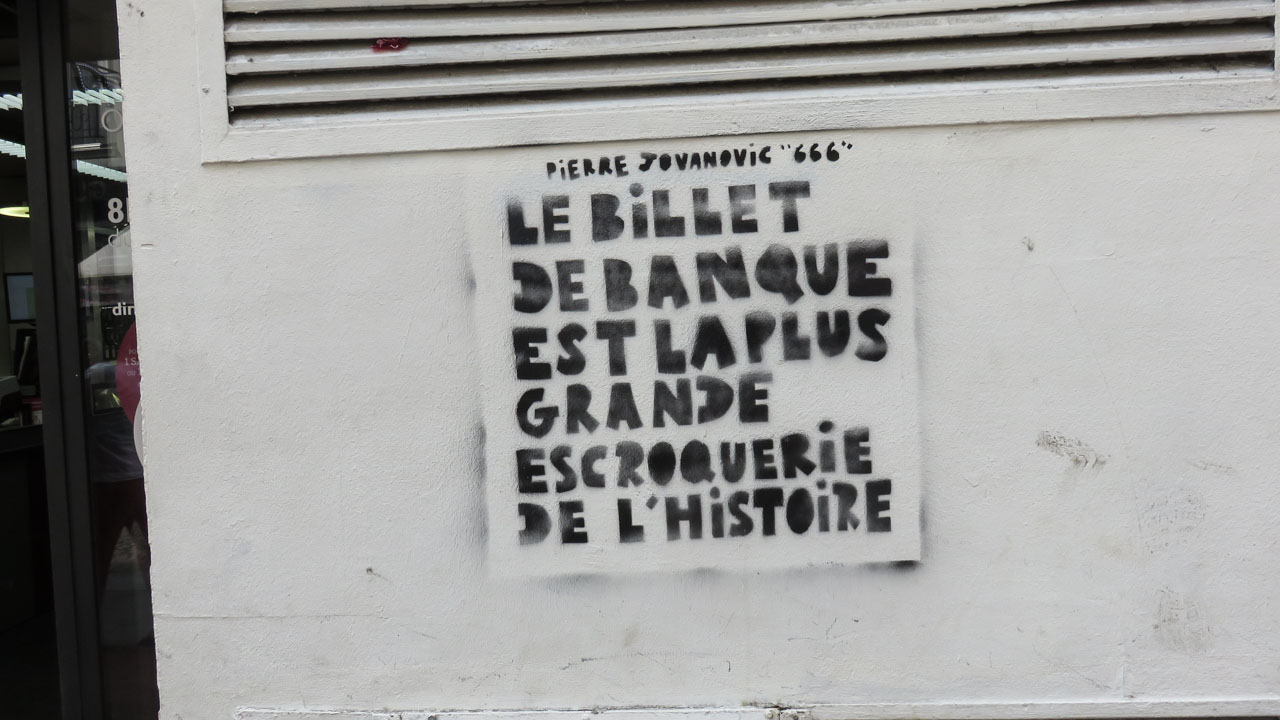 PiERRE JOVANOVIC "666"
LE BiLLET
DE BANQUE
EST LA PLUS
GRANDE
ESCROQUERiE
DE L'HiSTOiRE